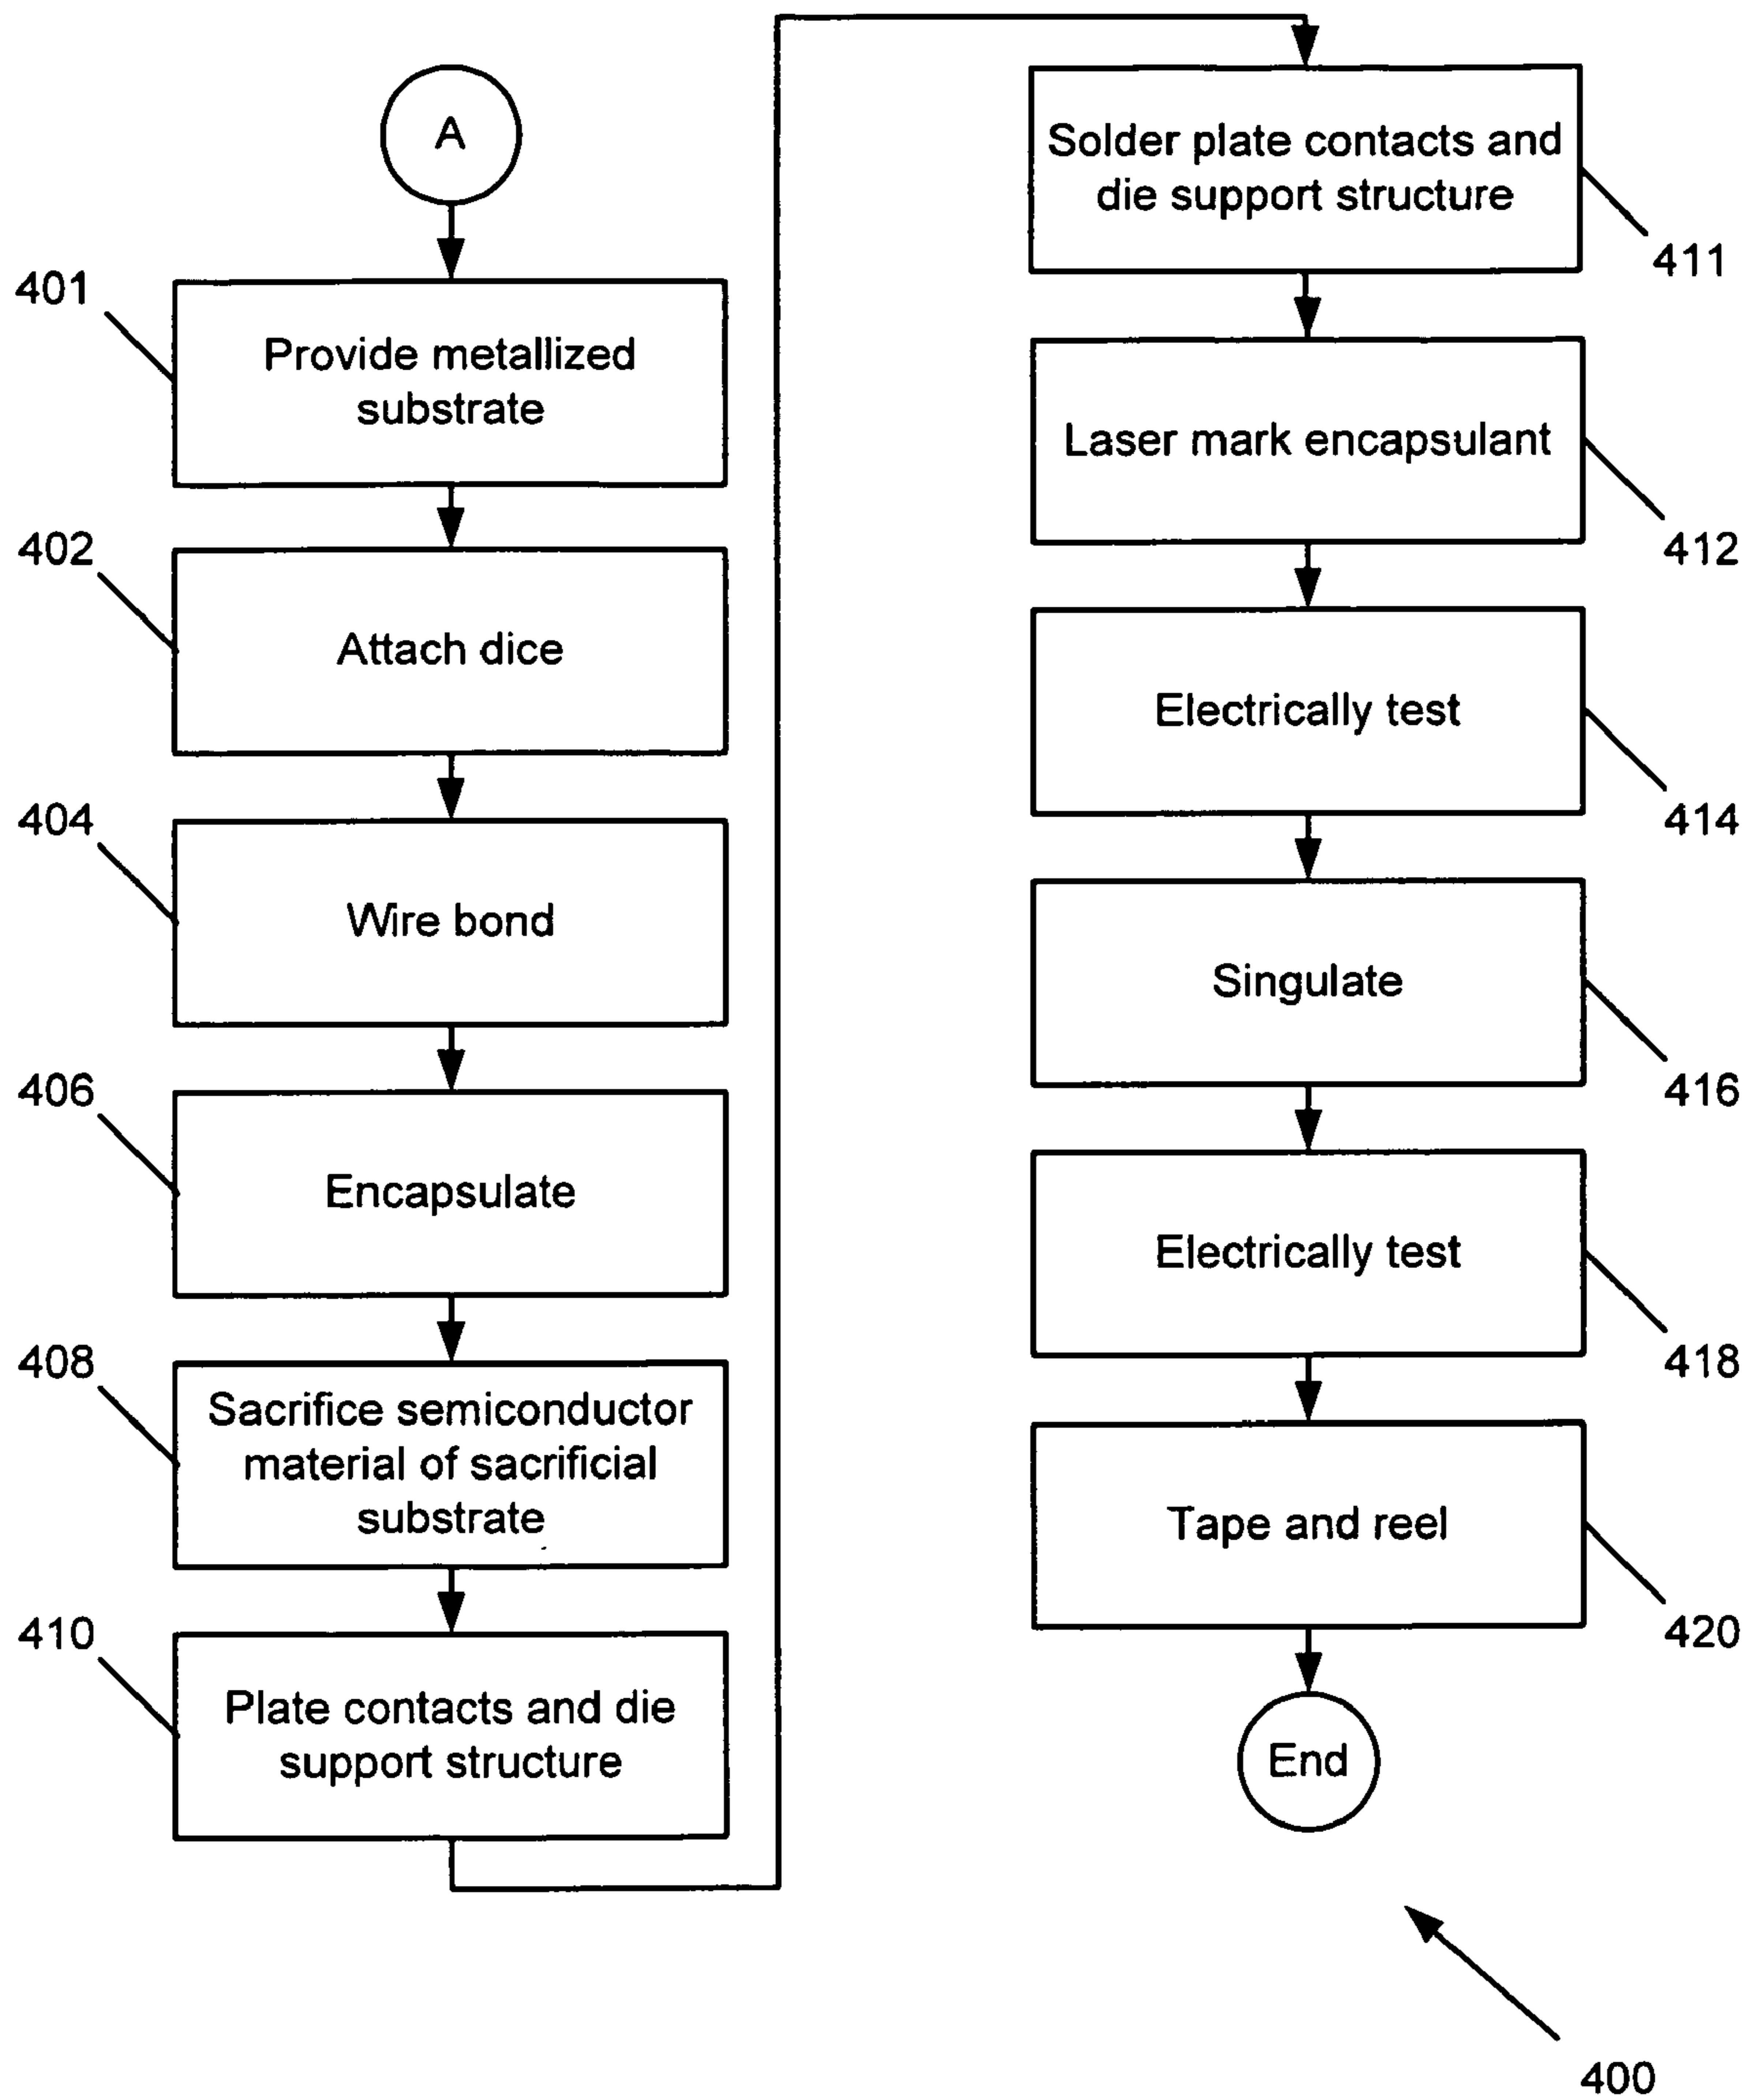 A
401
Provide metallized
substrate
402
Attach dice
404
Wire bond
406
Encapsulate
408
Sacrifice semiconductor
material of sacrificial
substrate
410
Plate contacts and die
support structure
Solder plate contacts and
die support structure
411
Laser mark encapsulant
412
Electrically test
414
Singulate
416
Electrically test
418
Tape and reel
420
End
400